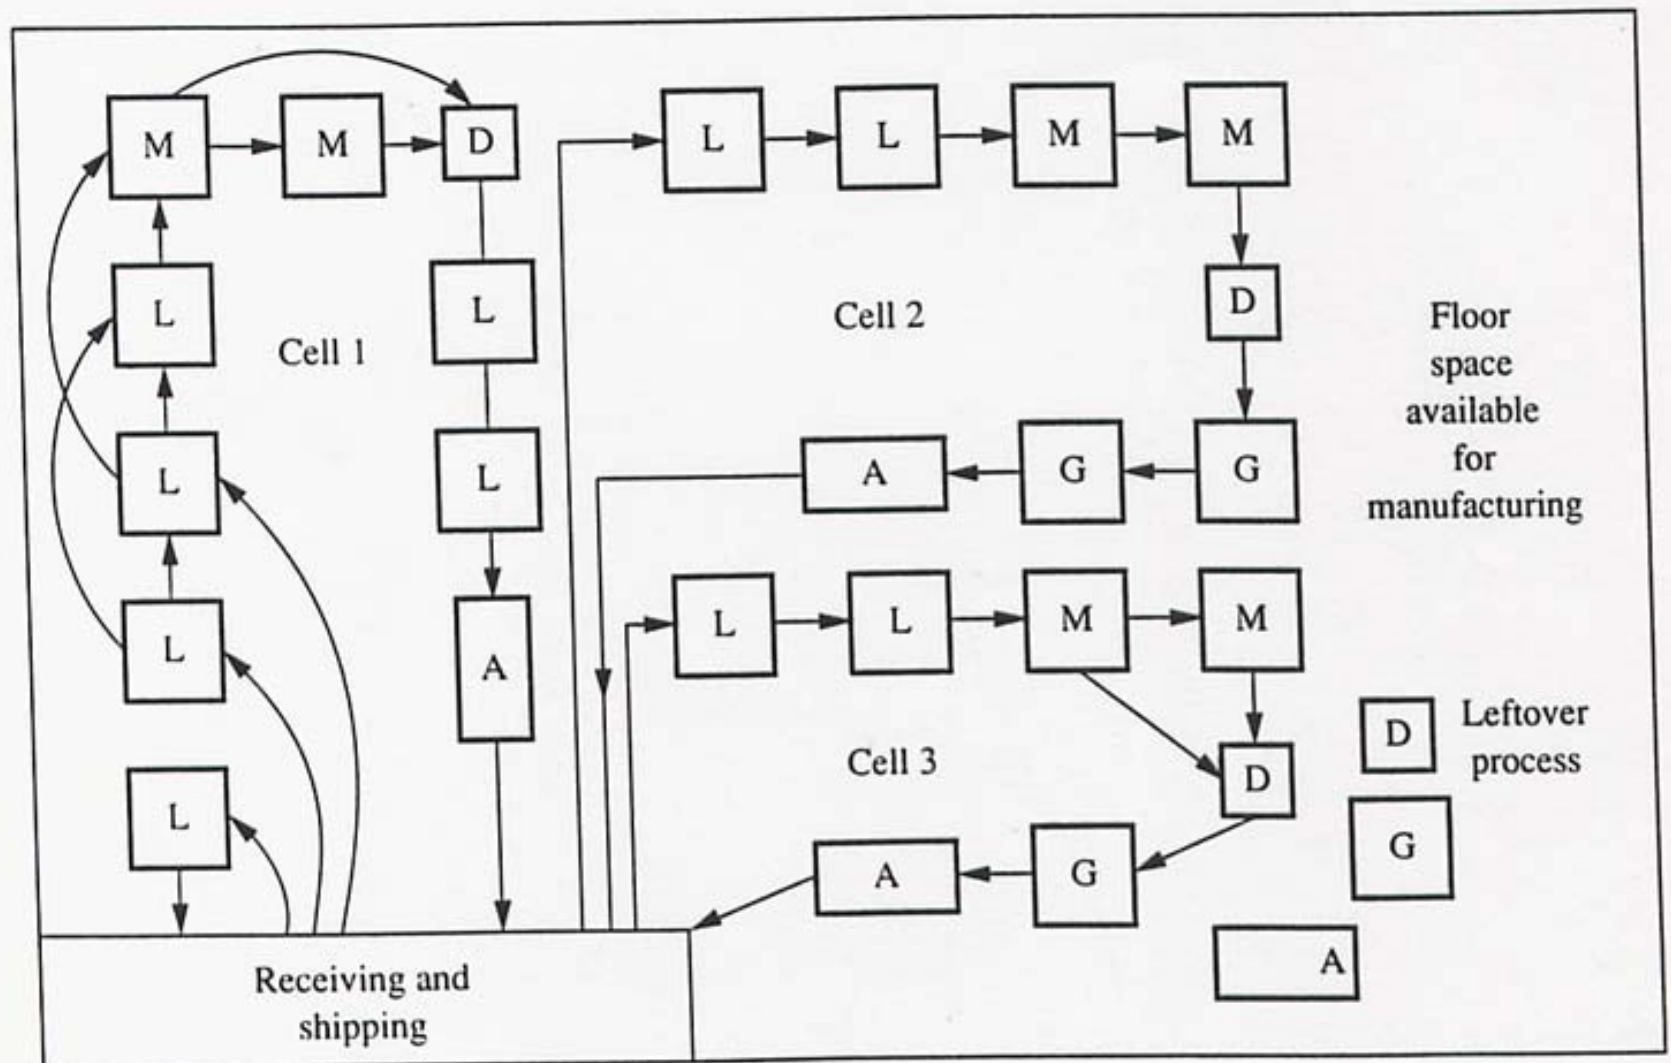 M
M
D
L
L
M
M
L
L
Cell 1
Cell 2
D
Floor
space
available
for
manufacturing
L
L
A
G
G
L
A
L
L
M
M
D
Leftover
process
L
Cell 3
D
A
G
G
A
Receiving and
shipping